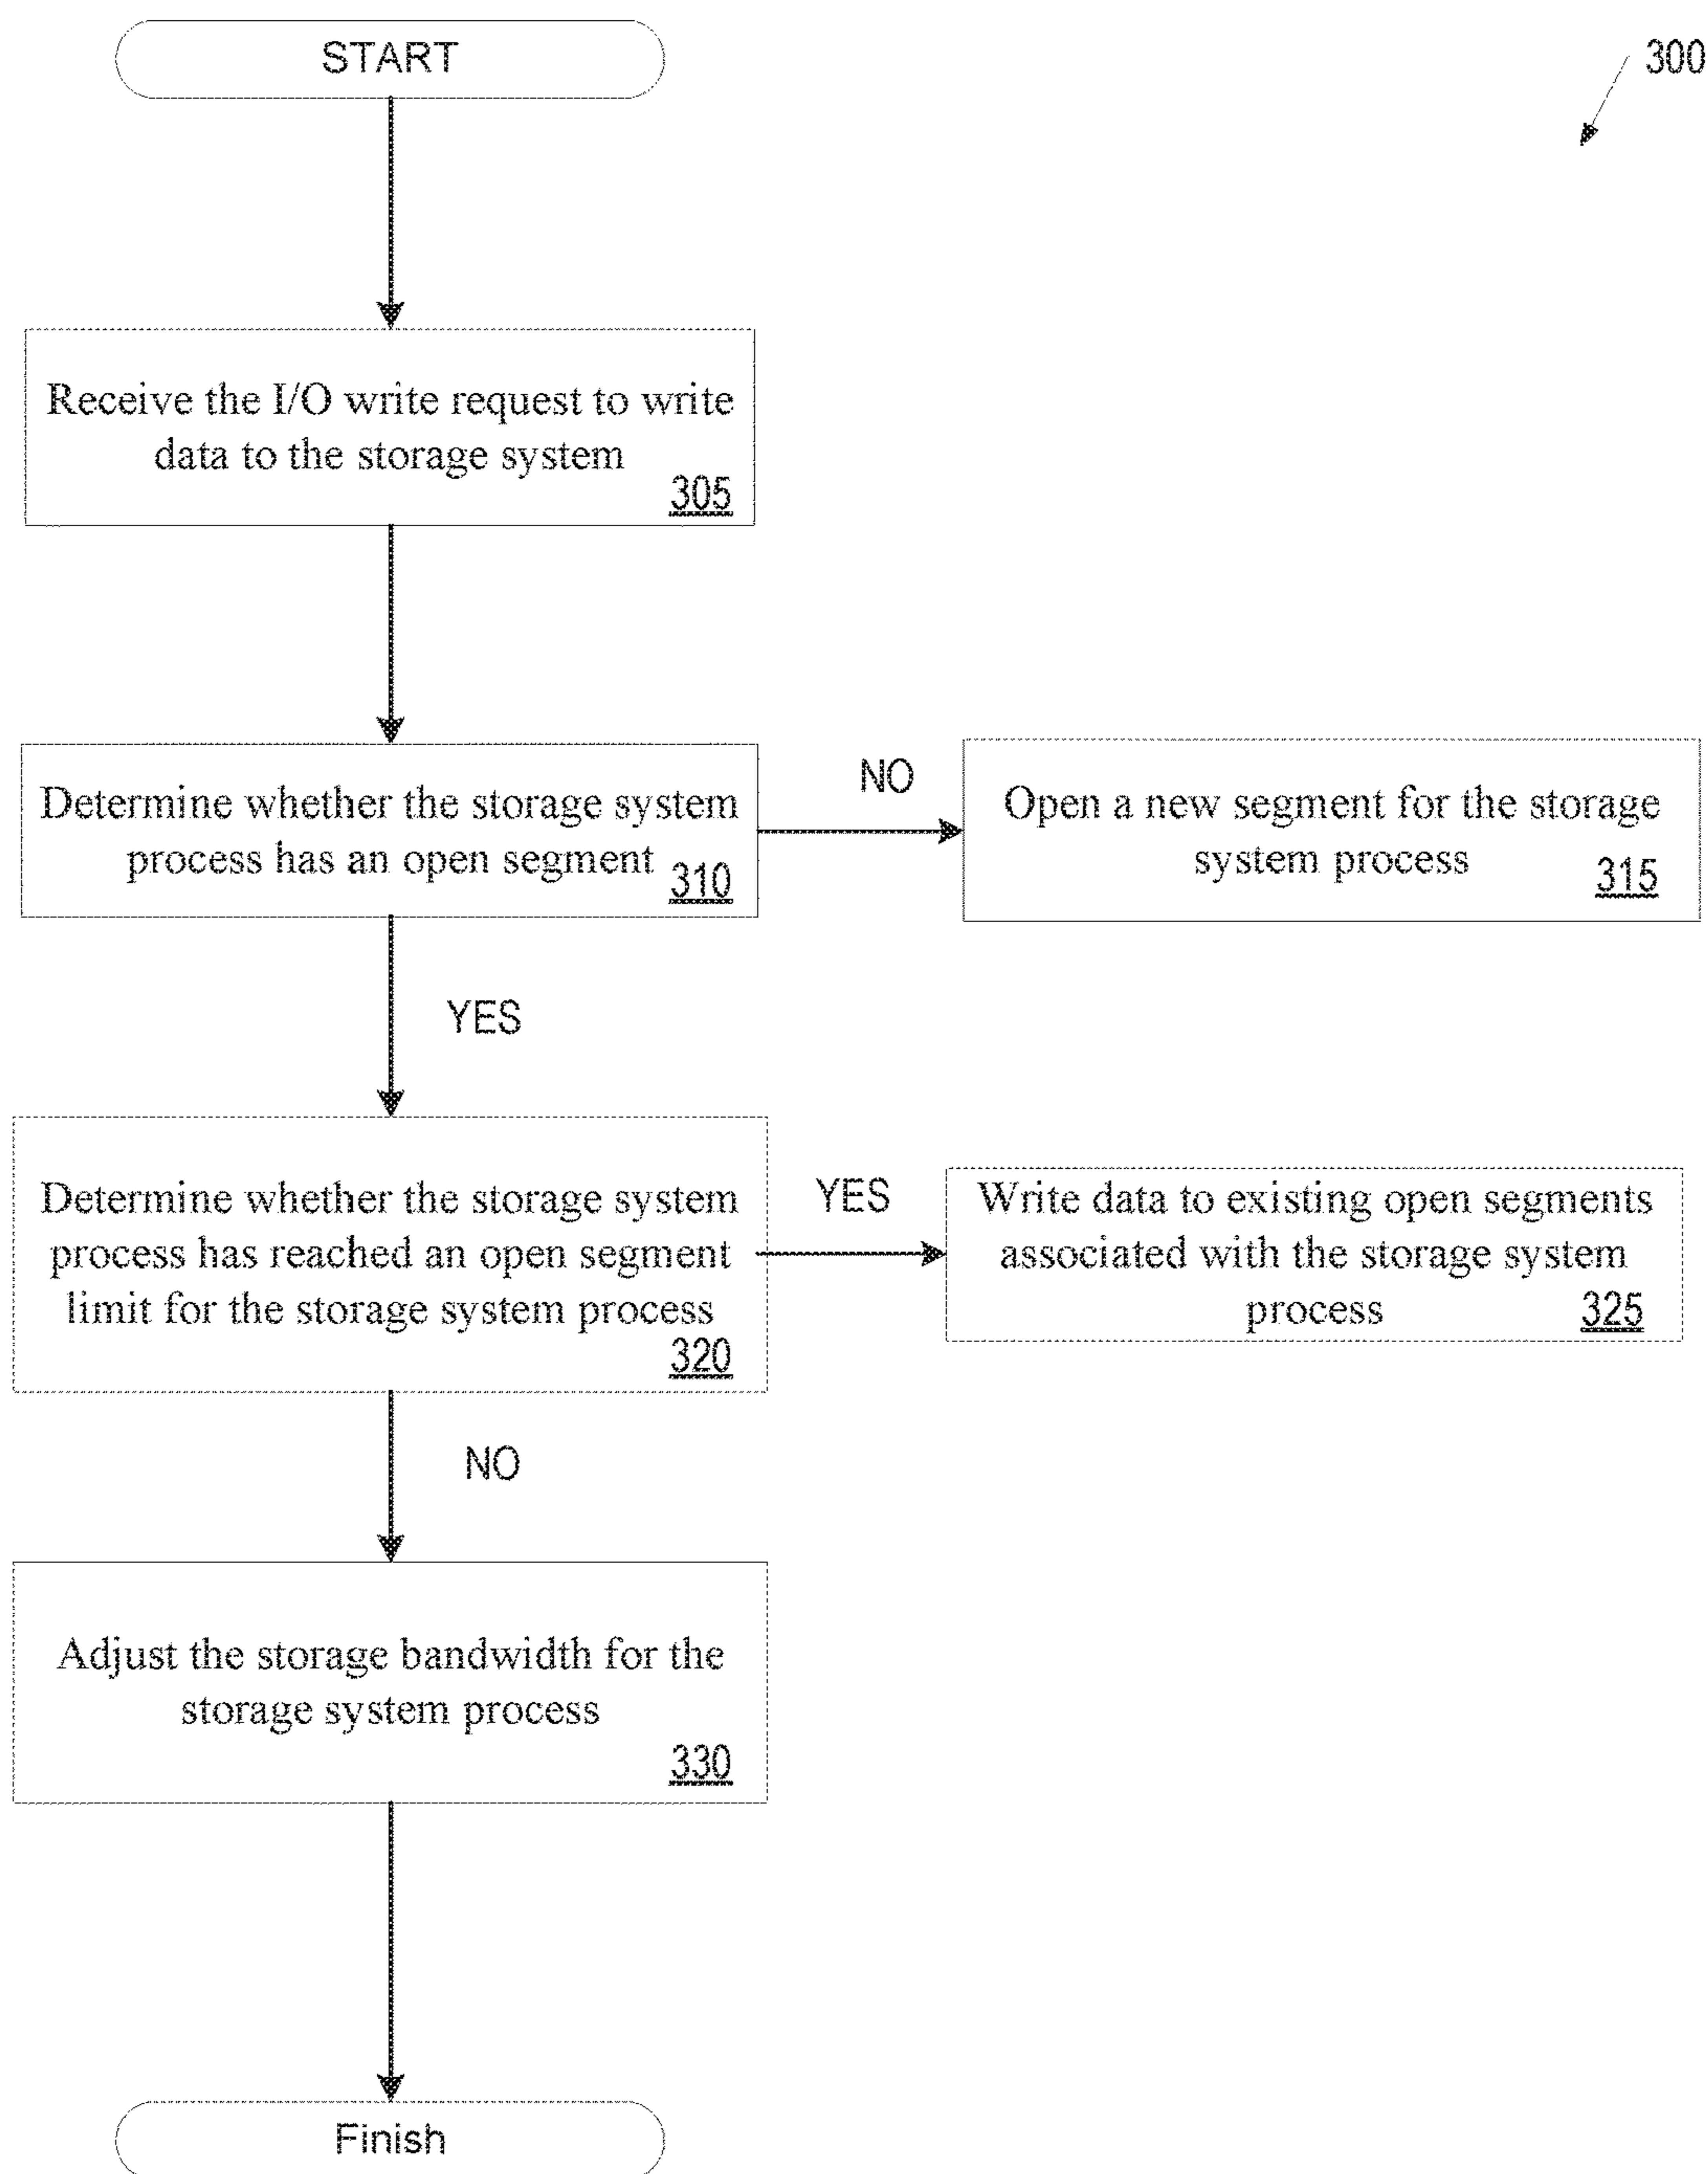 START
300
Receive the I/O write request to write
data to the storage system
305
Determine whether the storage system
process has an open segment
310
NO
Open a new segment for the storage
system process
315
YES
Determine whether the storage system
process has reached an open segment
limit for the storage system process
320
YES
Write data to existing open segments
associated with the storage system
process
325
NO
Adjust the storage bandwidth for the
storage system process
330
Finish